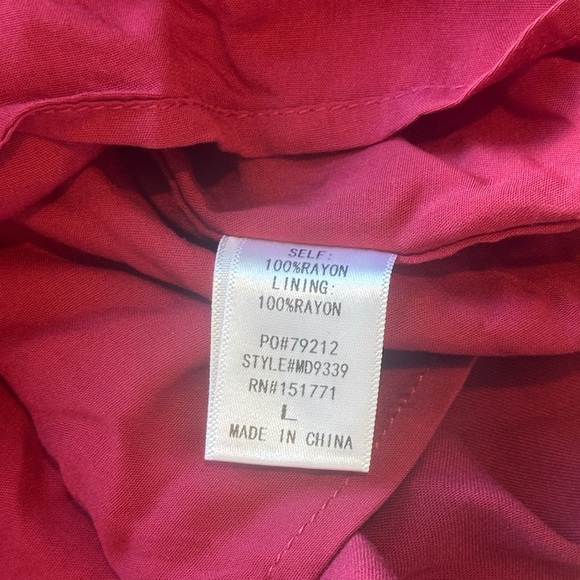 SELF:
100%RAYON
LINING:
100%RAYON
PO#79212
STYLE#MD9339
RN#151771
L
MADE IN CHINA